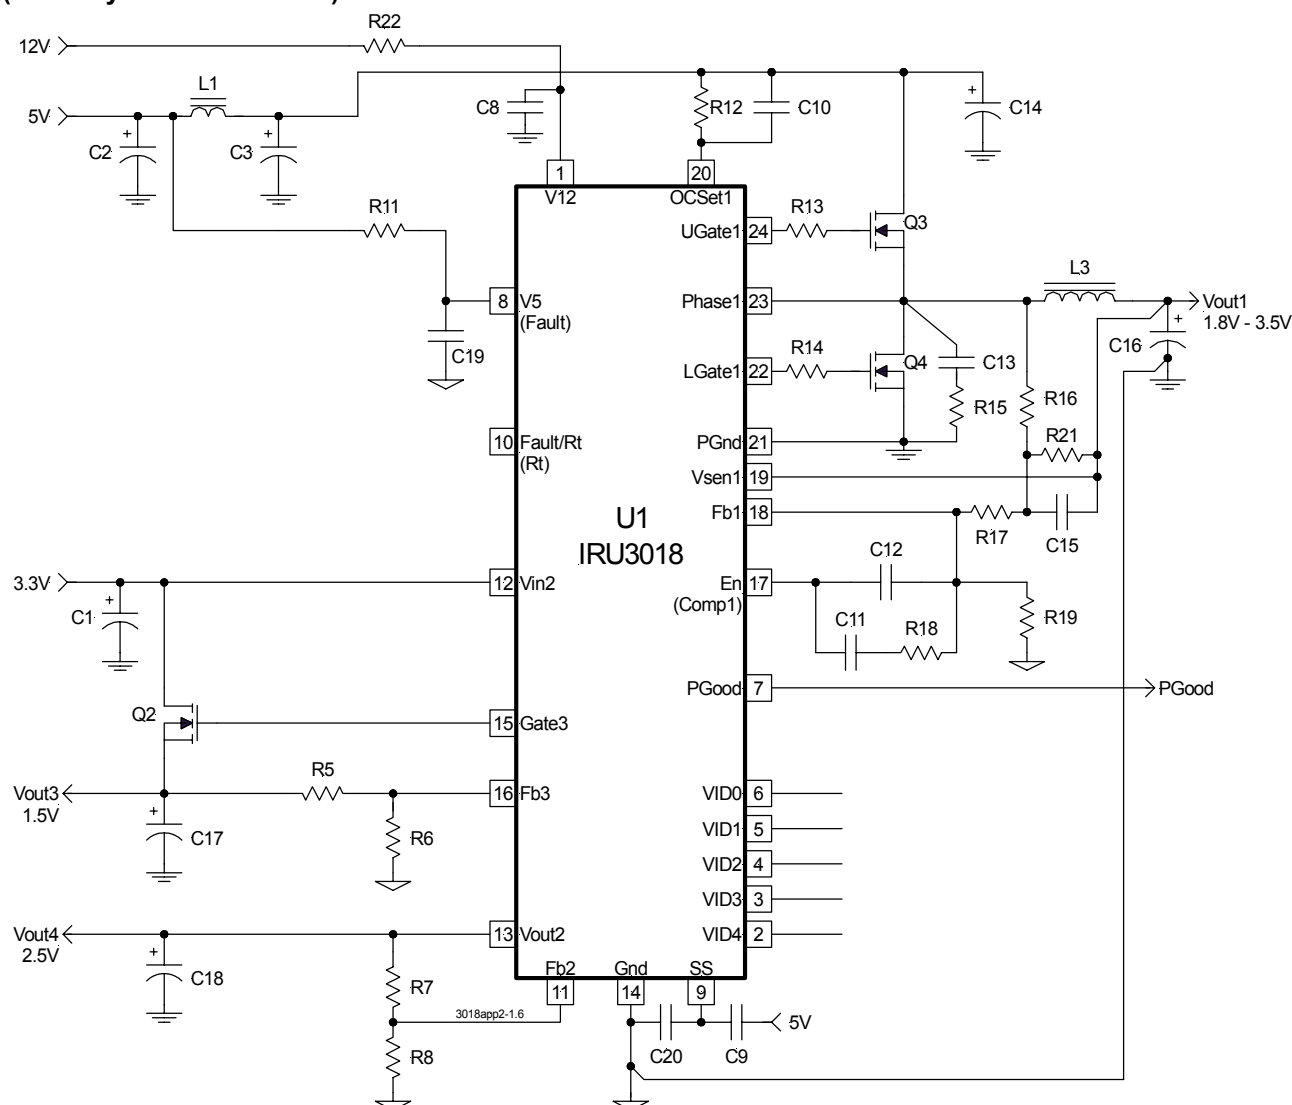 R22
12V
L1
5V
C2
C3
C8
R12
C10
C14
1
20
V12
OCSet1
R11
UGate1
24
R13
Q3
L3
8
V5
(Fault)
Phase1
23
Vout1
1.8V - 3.5V
C19
C16
LGate1
22
R14
Q4
C13
R15
R16
10
Fault/Rt
(Rt)
PGnd
21
R21
Vsen1
19
U1
IRU3018
Fb1
18
R17
C15
C12
3.3V
12
Vin2
En
17
(Comp1)
C1
C11
R18
R19
PGood
7
PGood
Q2
15
Gate3
R5
Vout3
1.5V
16
Fb3
VID0
6
C17
R6
VID1
5
VID2
4
VID3
3
Vout4
2.5V
13
Vout2
VID4
2
C18
R7
Fb2
Gnd
SS
11
14
9
3018app2-1.6
5V
R8
C20
C9